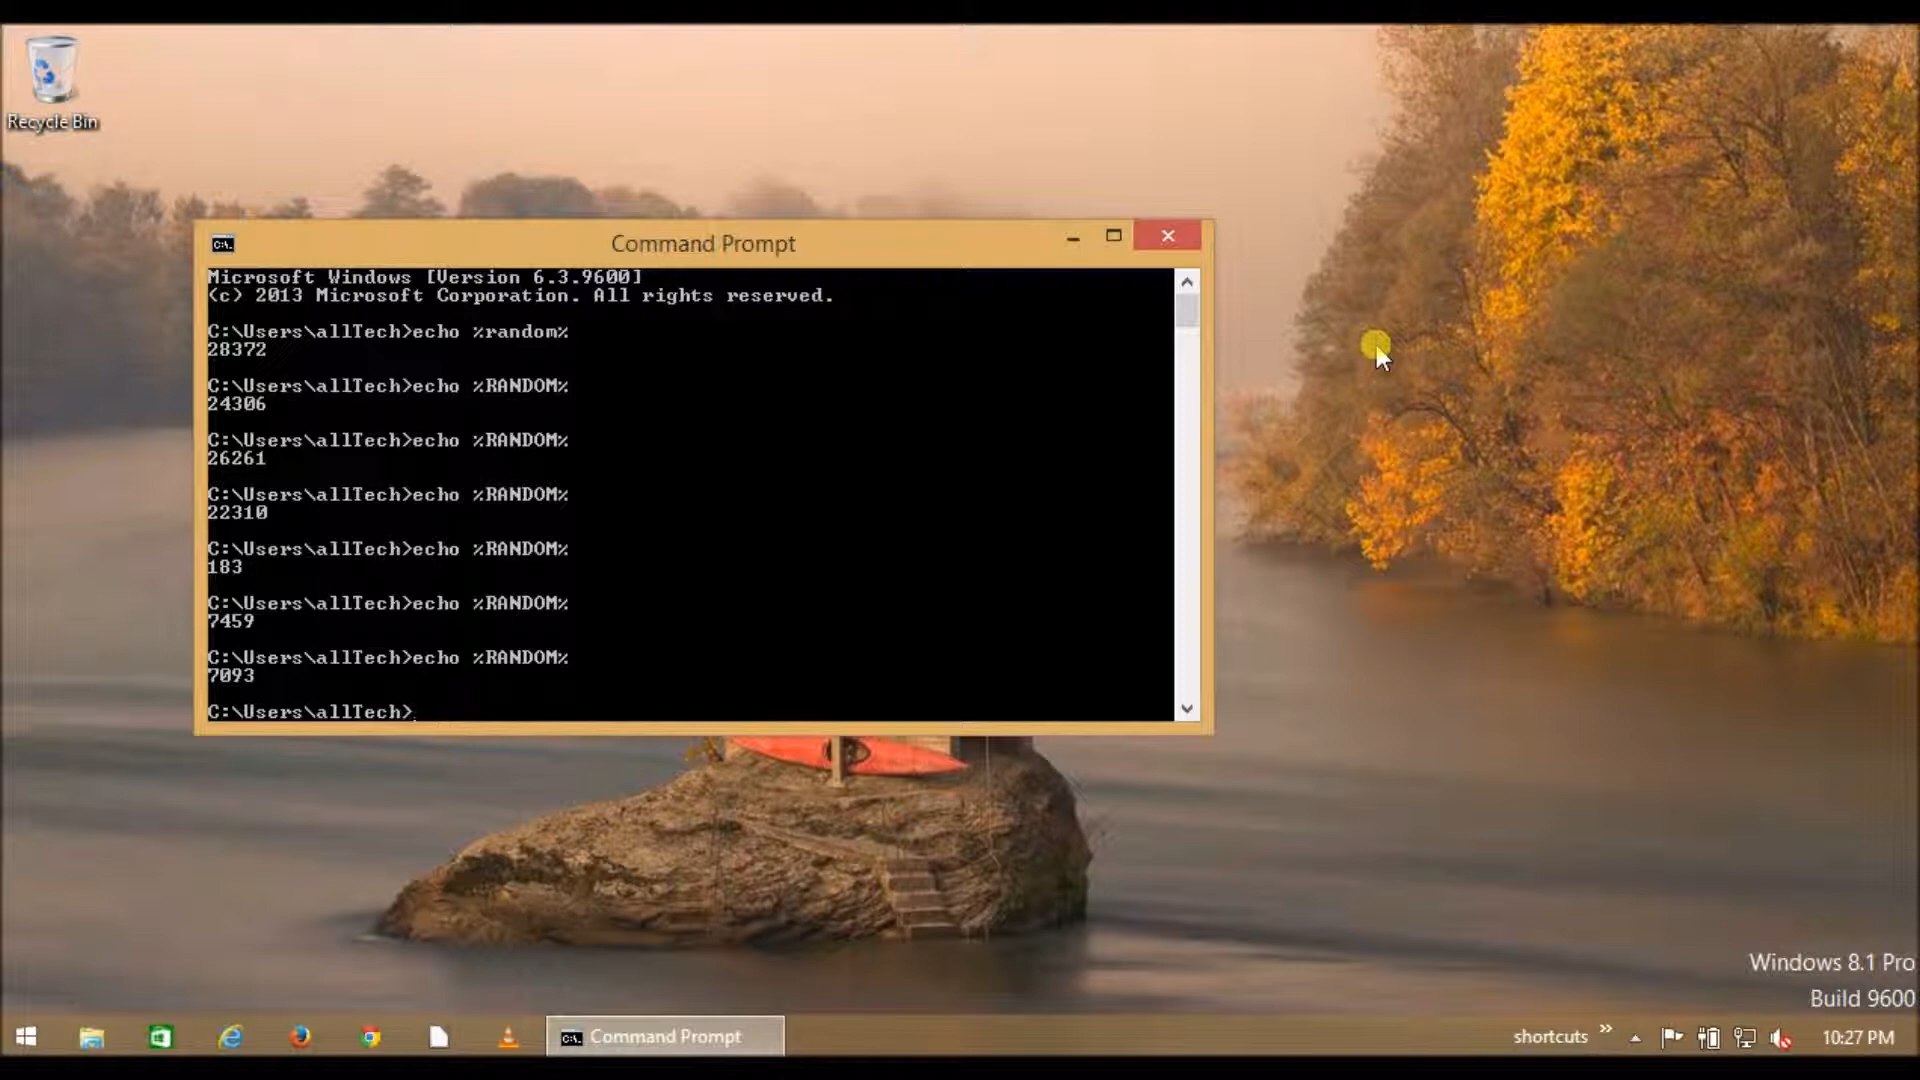 Recycle Bin
Command Prompt
Microsoft Windows [Version 6.3.9600]
(c) 2013 Microsoft Corporation. All rights reserved.
C:\Users\allTech>echo %random%
28372
C:\Users\allTech>echo %RANDOM%
24306
C:\Users\allTech>echo %RANDOM%
26261
C:\Users\allTech>echo %RANDOM%
22310
C:\Users\allTech>echo %RANDOM%
183
C:\Users\allTech>echo %RANDOM%
7459
C:\Users\allTech>echo %RANDOM%
7093
C:\Users\allTech>
Windows 8.1 Pro
Build 9600
Command Prompt
shortcuts
10:27 PM